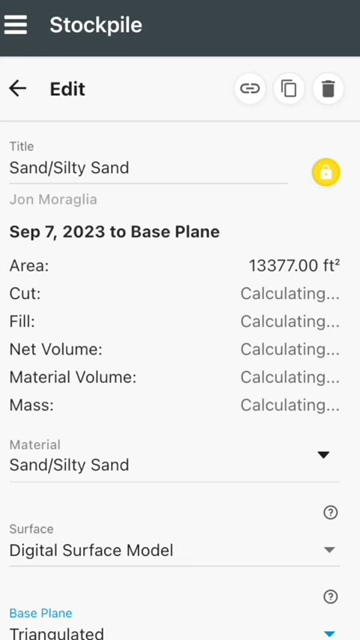 Stockpile
Edit
Title
Sand/Silty Sand
Jon Moraglia
Sep 7, 2023 to Base Plane
Area: 13377.00 ft²
Cut: Calculating...
Fill: Calculating...
Net Volume: Calculating...
Material Volume: Calculating...
Mass: Calculating...
Material
Sand/Silty Sand
Surface
Digital Surface Model
Base Plane
Triangulated